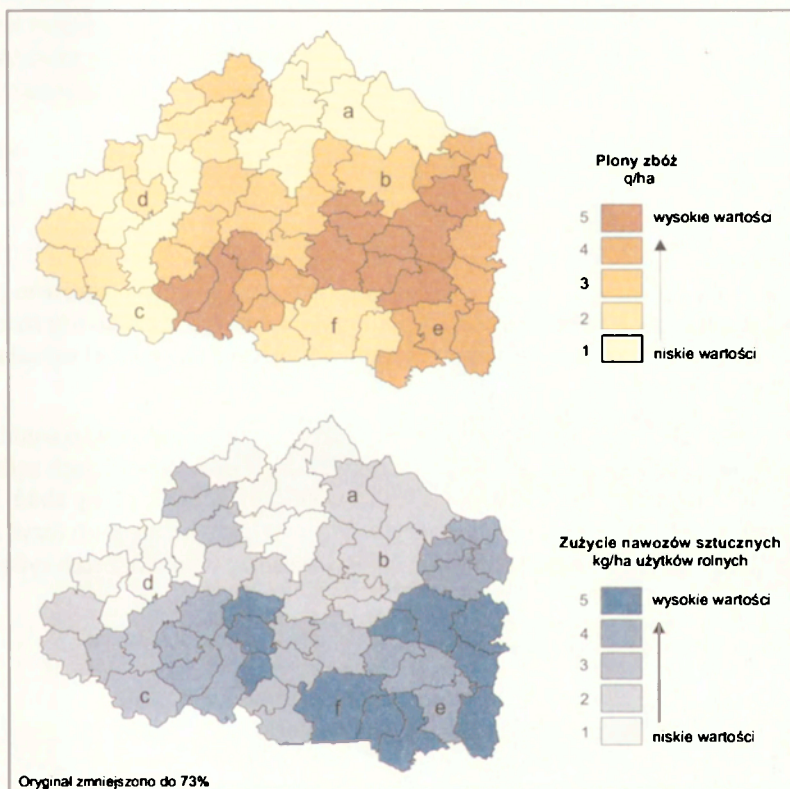 a
b
d
c
f
e
Plony zbóż
q/ha
5 wysokie wartości
4
3
2
1 niskie wartości
a
b
d
c
f
e
Zużycie nawozów sztucznych
kg/ha użytków rolnych
5 wysokie wartości
4
3
2
1 niskie wartości
Oryginał zmniejszono do 73%